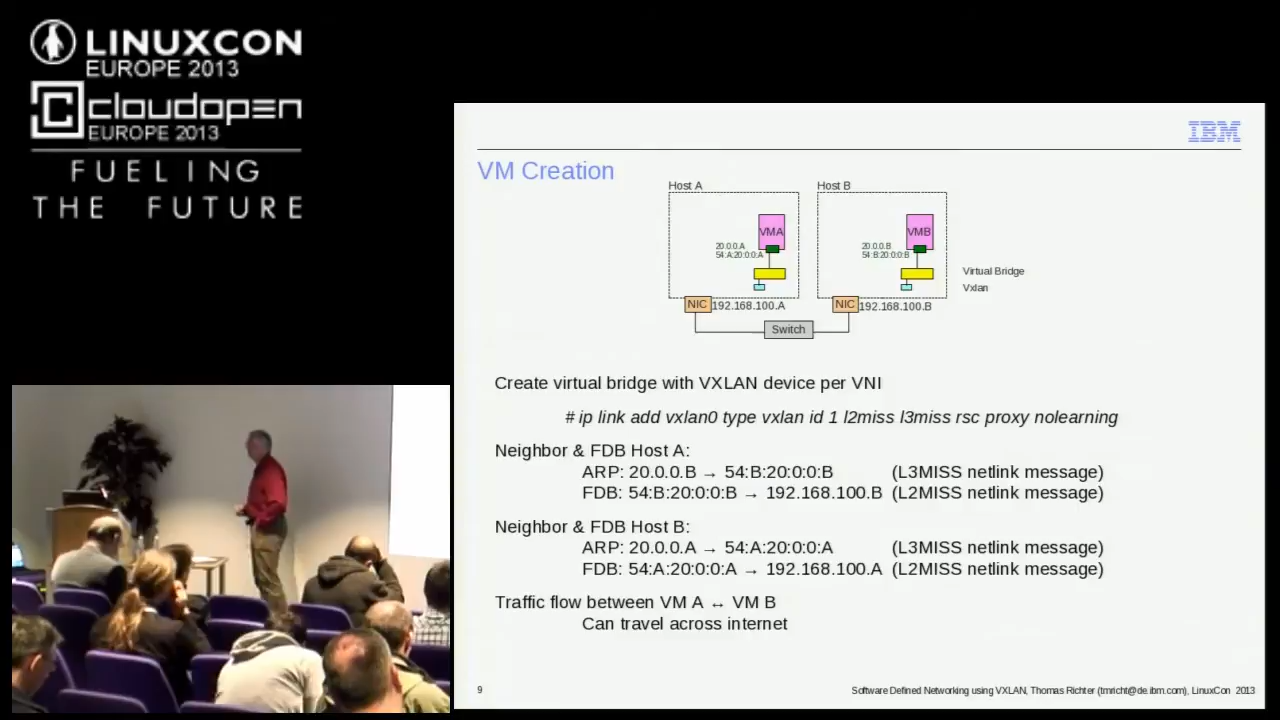 LINUXCON
EUROPE 2013
cloudopen
EUROPE 2013
FUELING
THE FUTURE
IBM
VM Creation
Host A
Host B
VMA
VMB
20.0.0.A
54:A:20:0:0:A
20.0.0.B
54:B:20:0:0:B
Virtual Bridge
Vxlan
NIC 192.168.100.A
NIC 192.168.100.B
Switch
Create virtual bridge with VXLAN device per VNI
# ip link add vxlan0 type vxlan id 1 l2miss l3miss rsc proxy nolearning
Neighbor & FDB Host A:
ARP: 20.0.0.B → 54:B:20:0:0:B (L3MISS netlink message)
FDB: 54:B:20:0:0:B → 192.168.100.B (L2MISS netlink message)
Neighbor & FDB Host B:
ARP: 20.0.0.A → 54:A:20:0:0:A (L3MISS netlink message)
FDB: 54:A:20:0:0:A → 192.168.100.A (L2MISS netlink message)
Traffic flow between VM A ↔ VM B
Can travel across internet
9
Software Defined Networking using VXLAN, Thomas Richter (tmricht@de.ibm.com), LinuxCon 2013